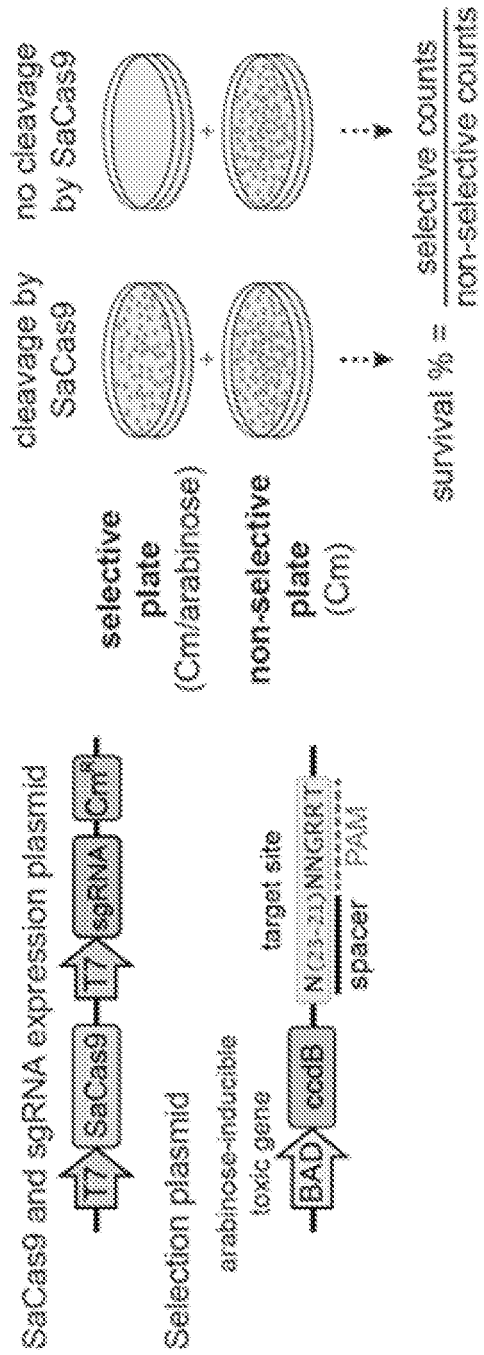 SaCas9 and sgRNA expression plasmid
T7 SaCas9 T7 sgRNA Cm^R
Selection plasmid
arabinose-inducible
toxic gene
target site
BAD ccdB NNGRRT
spacer PAM
cleavage by
SaCas9
no cleavage
by SaCas9
selective
plate
(Cm/arabinose)
+ +
non-selective
plate
(Cm)
survival % = selective counts
non-selective counts